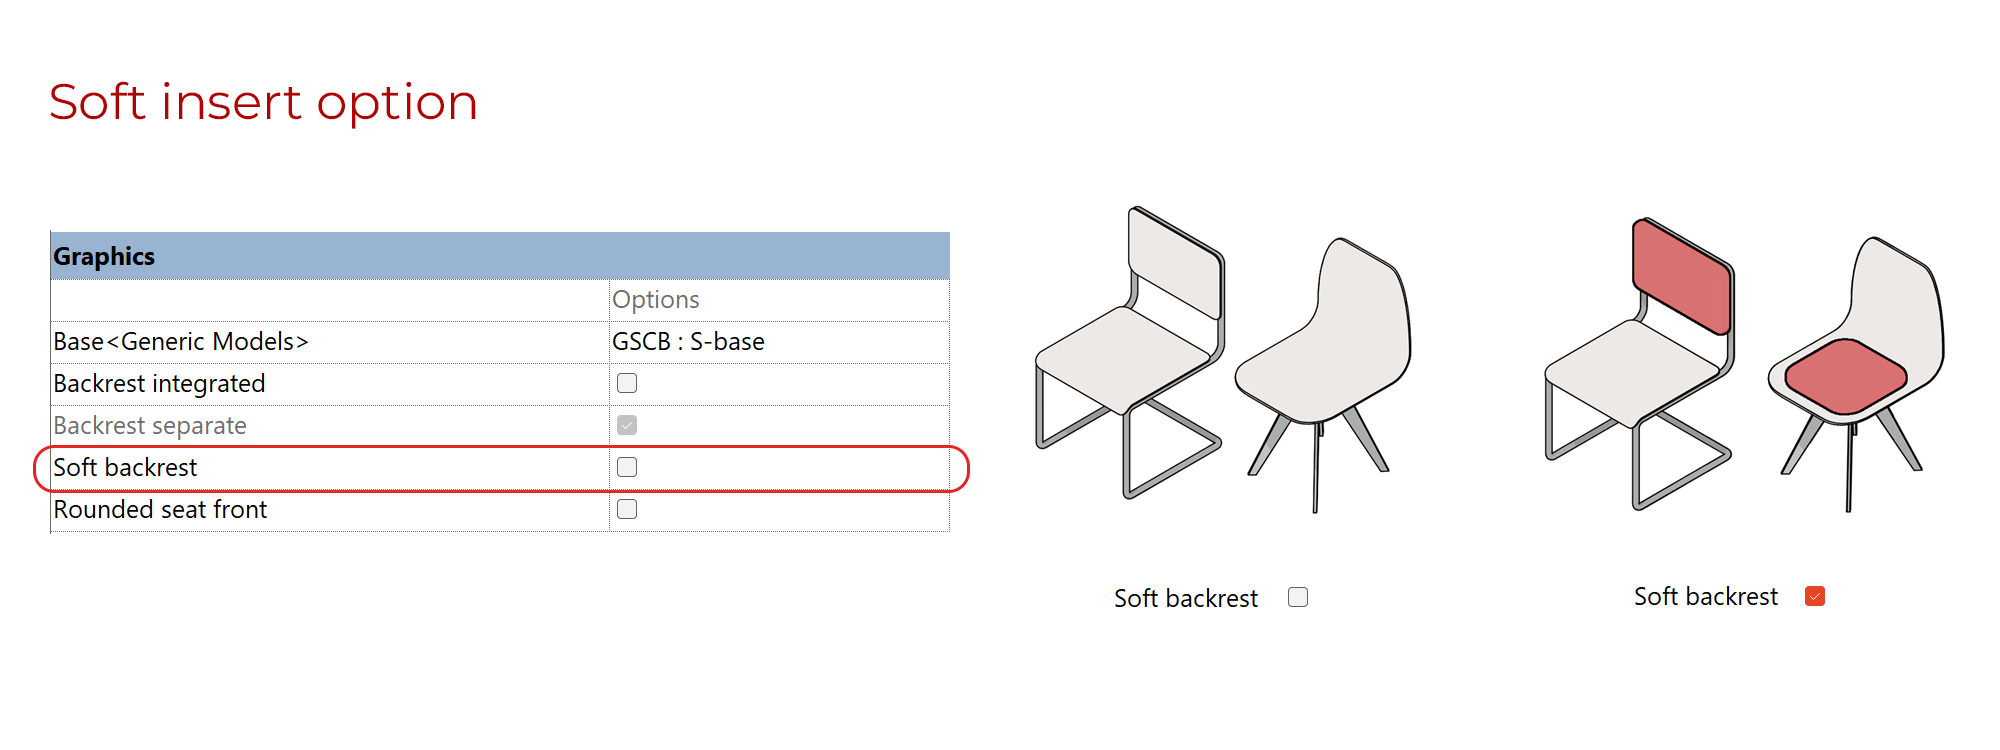 Soft insert option
Graphics
Options
Base<Generic Models> GSCB : S-base
Backrest integrated
Backrest separate
Soft backrest
Rounded seat front
Soft backrest
Soft backrest